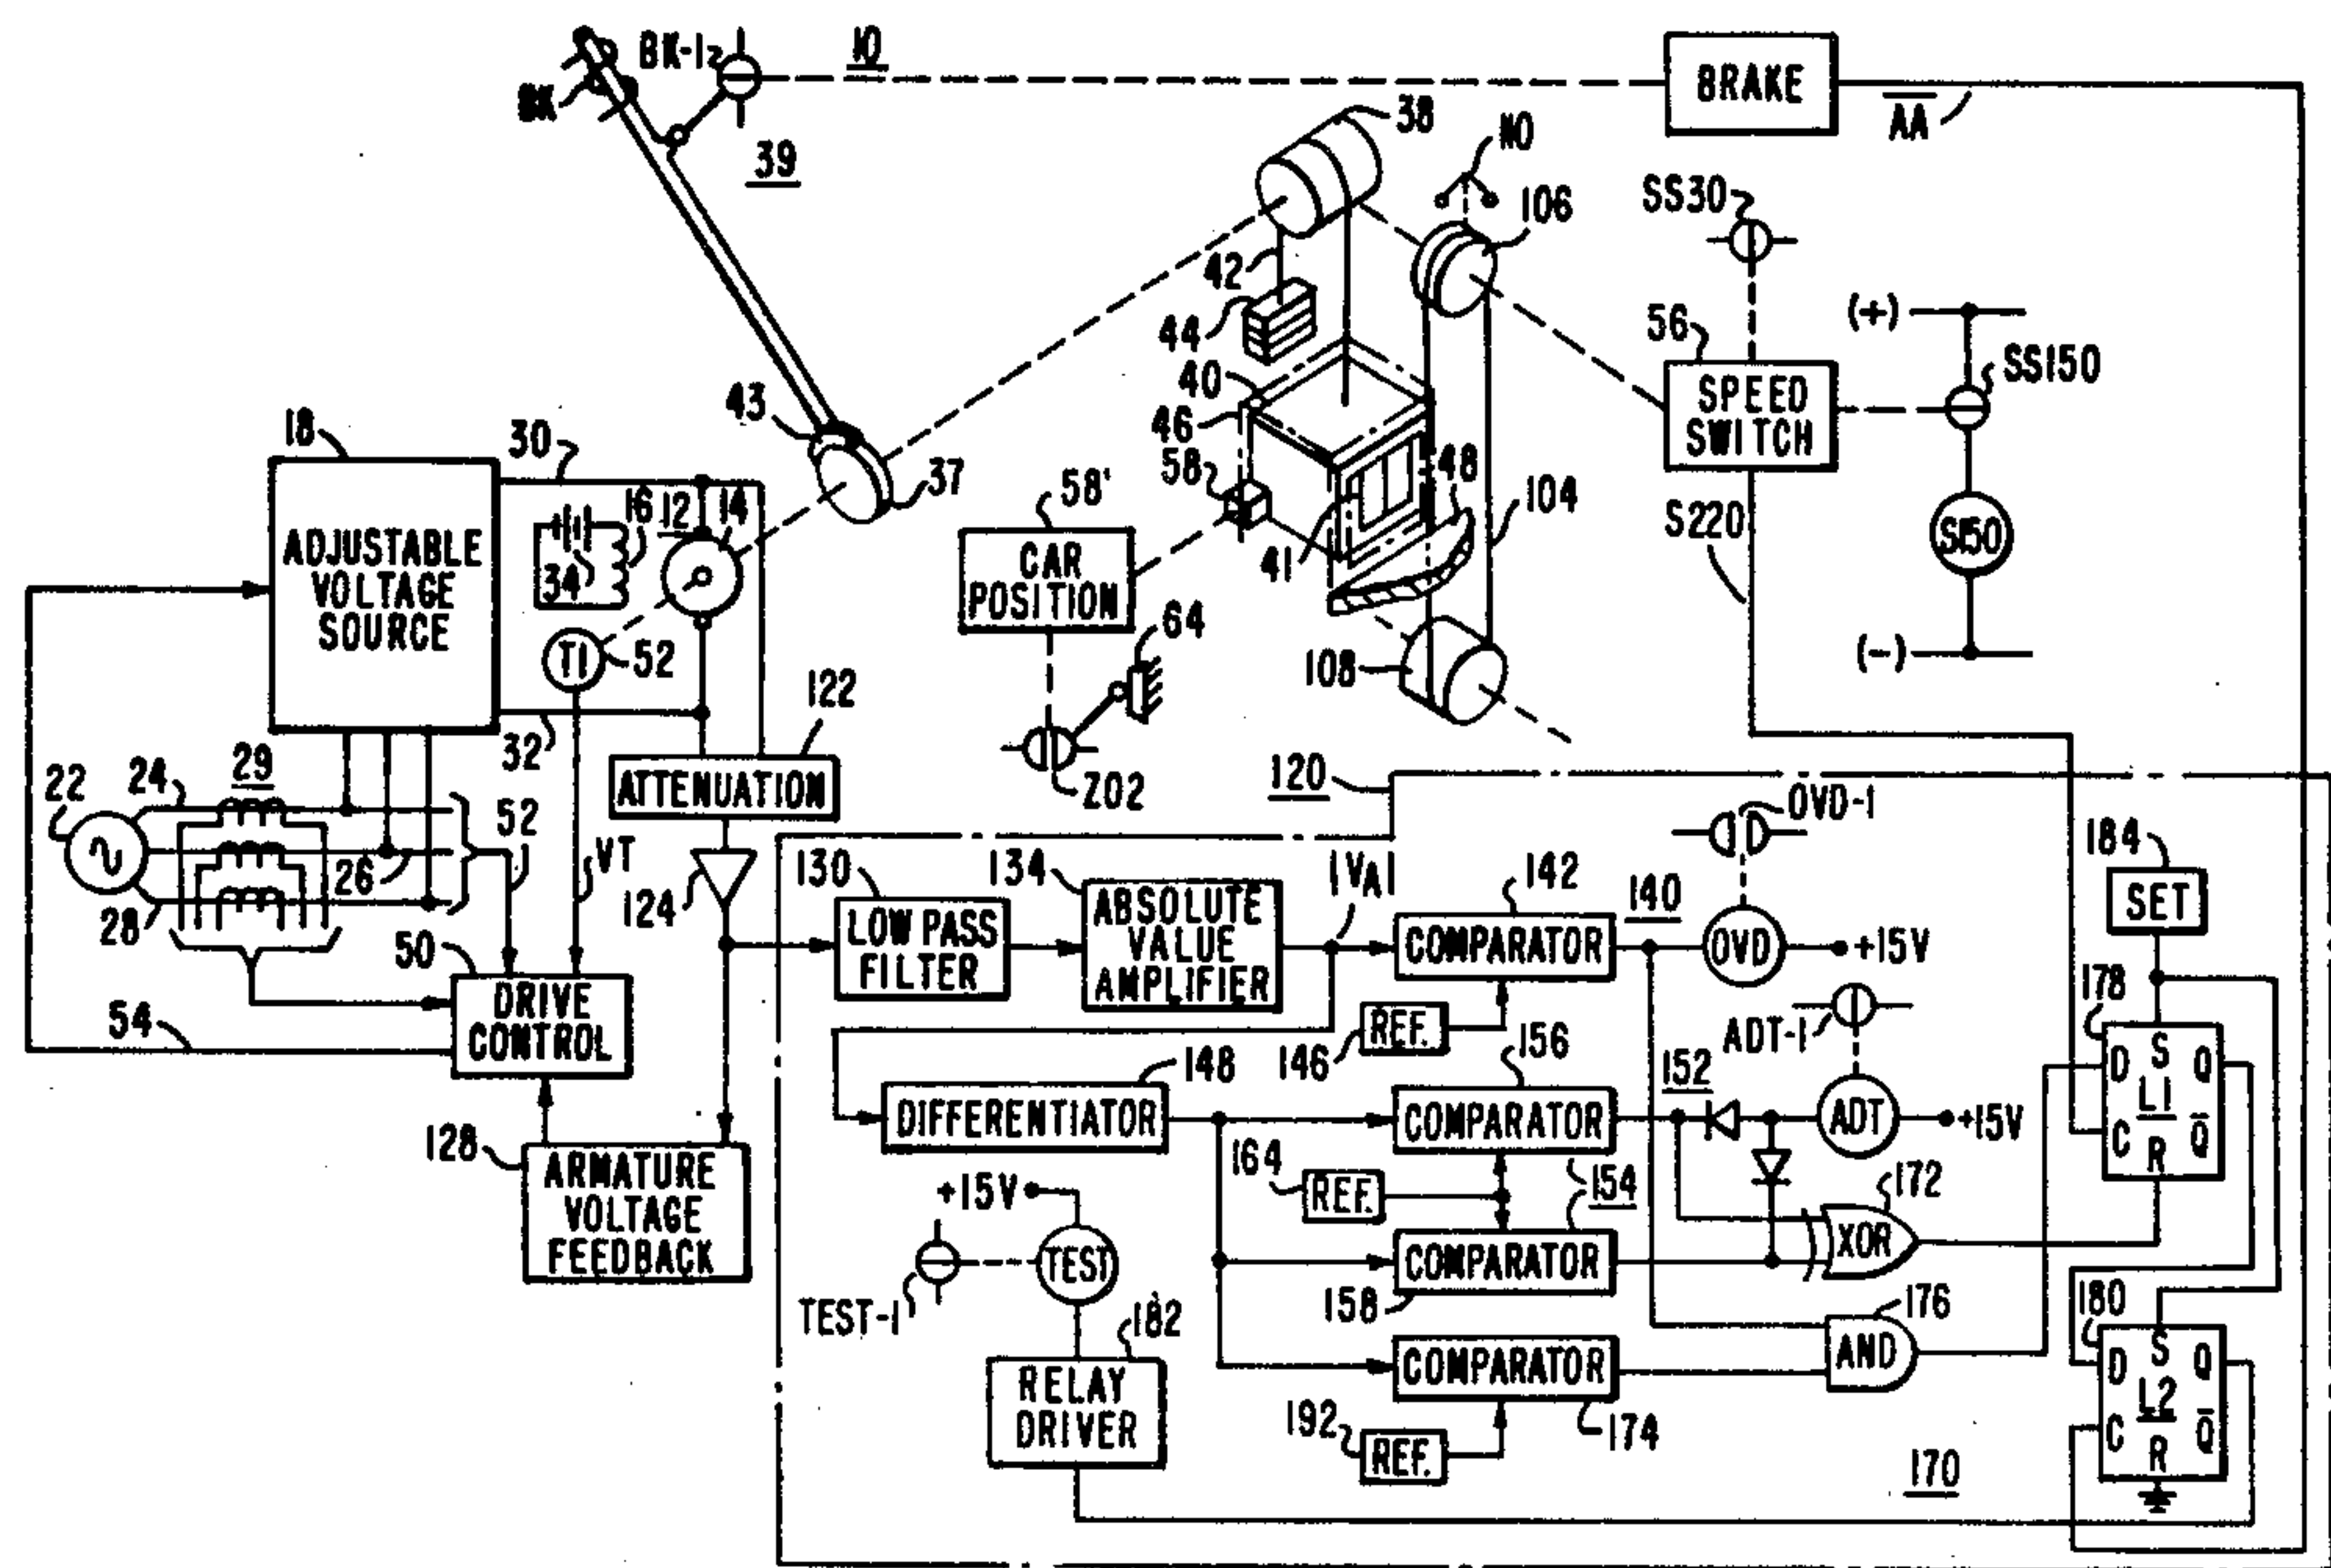 BK-1
10
BRAKE
BK
AA
39
38
NO
SS30
106
42
44
56
(+)
SS150
40
SPEED
SWITCH
43
46
18
30
58
48
37
58'
104
S220
16
12
14
ADJUSTABLE
VOLTAGE
SOURCE
34
CAR
POSITION
41
S150
64
T1
52
108
(-)
122
32
29
ATTENUATION
Z02
120
22
24
52
OVD-1
184
VT
130
134
|VA|
142
140
SET
26
124
28
LOW PASS
FILTER
ABSOLUTE
VALUE
AMPLIFIER
COMPARATOR
OVD
+15V
50
178
DRIVE
CONTROL
54
REF.
146
156
ADT-1
D
S
Q
L1
148
152
DIFFERENTIATOR
COMPARATOR
ADT
+15V
C
R
Q̅
128
ARMATURE
VOLTAGE
FEEDBACK
164
REF.
154
172
+15V
TEST
COMPARATOR
XOR
TEST-1
158
176
180
182
RELAY
DRIVER
COMPARATOR
AND
D
S
Q
L2
192
REF.
174
C
R
Q̅
170